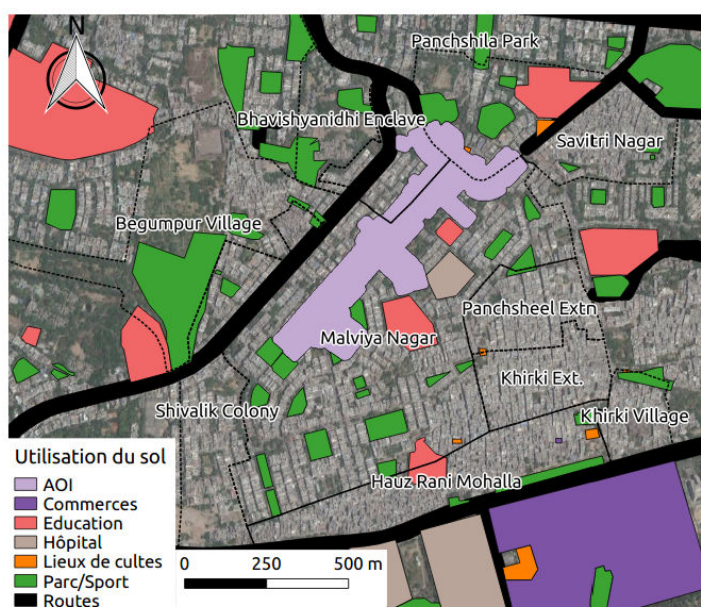 N
Panchshila Park
Bhavishyanidhi Enclave
Savitri Nagar
Begumpur Village
Panchsheel Extn
Malviya Nagar
Khirki Ext.
Shivalik Colony
Khirki Village
Hauz Rani Mohalla
Utilisation du sol
AOI
Commerces
Education
Hôpital
Lieux de cultes
Parc/Sport
Routes
0 250 500 m